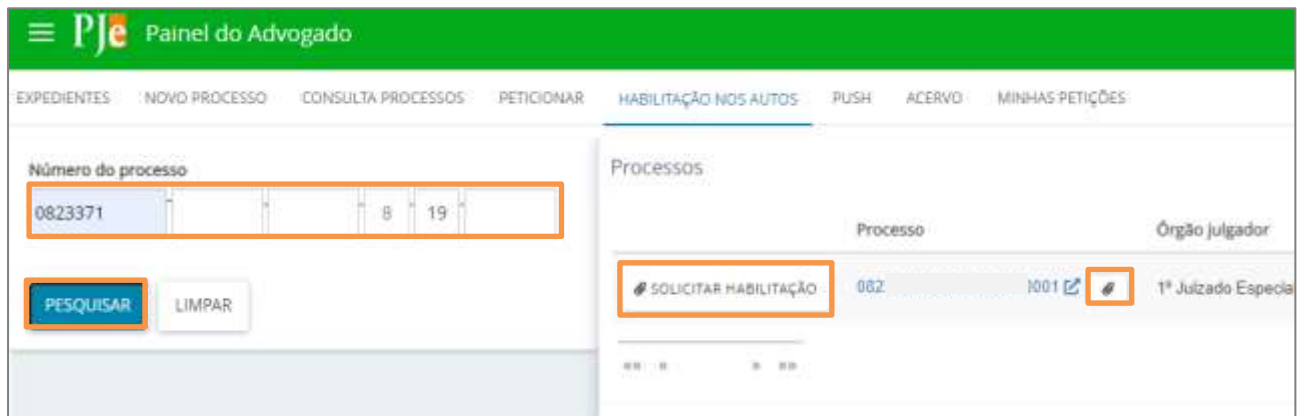 PJe Painel do Advogado
EXPEDIENTES NOVO PROCESSO CONSULTA PROCESSOS PETICIONAR HABILITAÇÃO NOS AUTOS PUSH ACERVO MINHAS PETIÇÕES
Número do processo
0823371 8 19
PESQUISAR LIMPAR
Processos
Processo Órgão julgador
SOLICITAR HABILITAÇÃO 082 0001 1º Juizado Especia